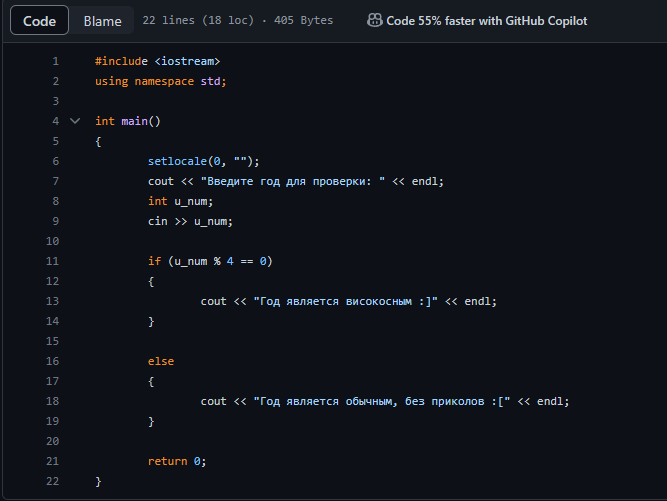 Code Blame 22 lines (18 loc) · 405 Bytes Code 55% faster with GitHub Copilot
1 #include <iostream>
2 using namespace std;
3
4 int main()
5 {
6 setlocale(0, "");
7 cout << "Введите год для проверки: " << endl;
8 int u_num;
9 cin >> u_num;
10
11 if (u_num % 4 == 0)
12 {
13 cout << "Год является високосным :]" << endl;
14 }
15
16 else
17 {
18 cout << "Год является обычным, без приколов :[" << endl;
19 }
20
21 return 0;
22 }